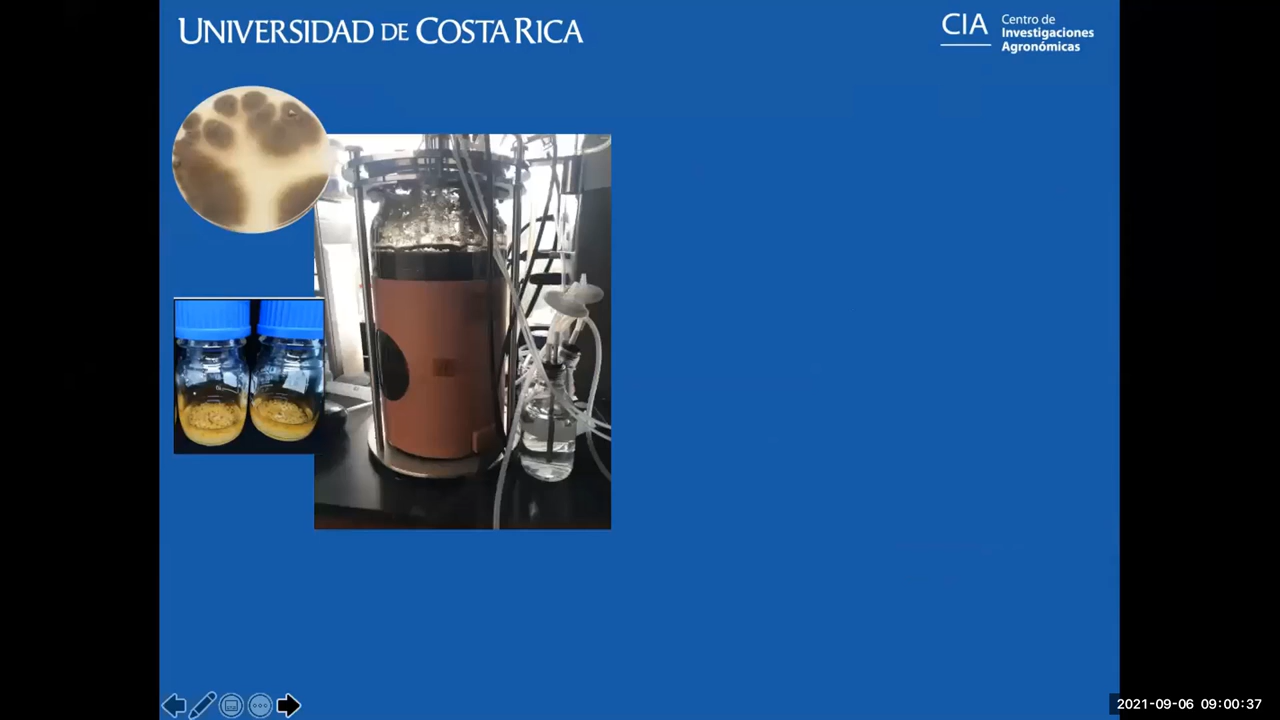 UNIVERSIDAD DE COSTA RICA
CIA
Centro de
Investigaciones
Agronómicas
2021-09-06 09:00:37